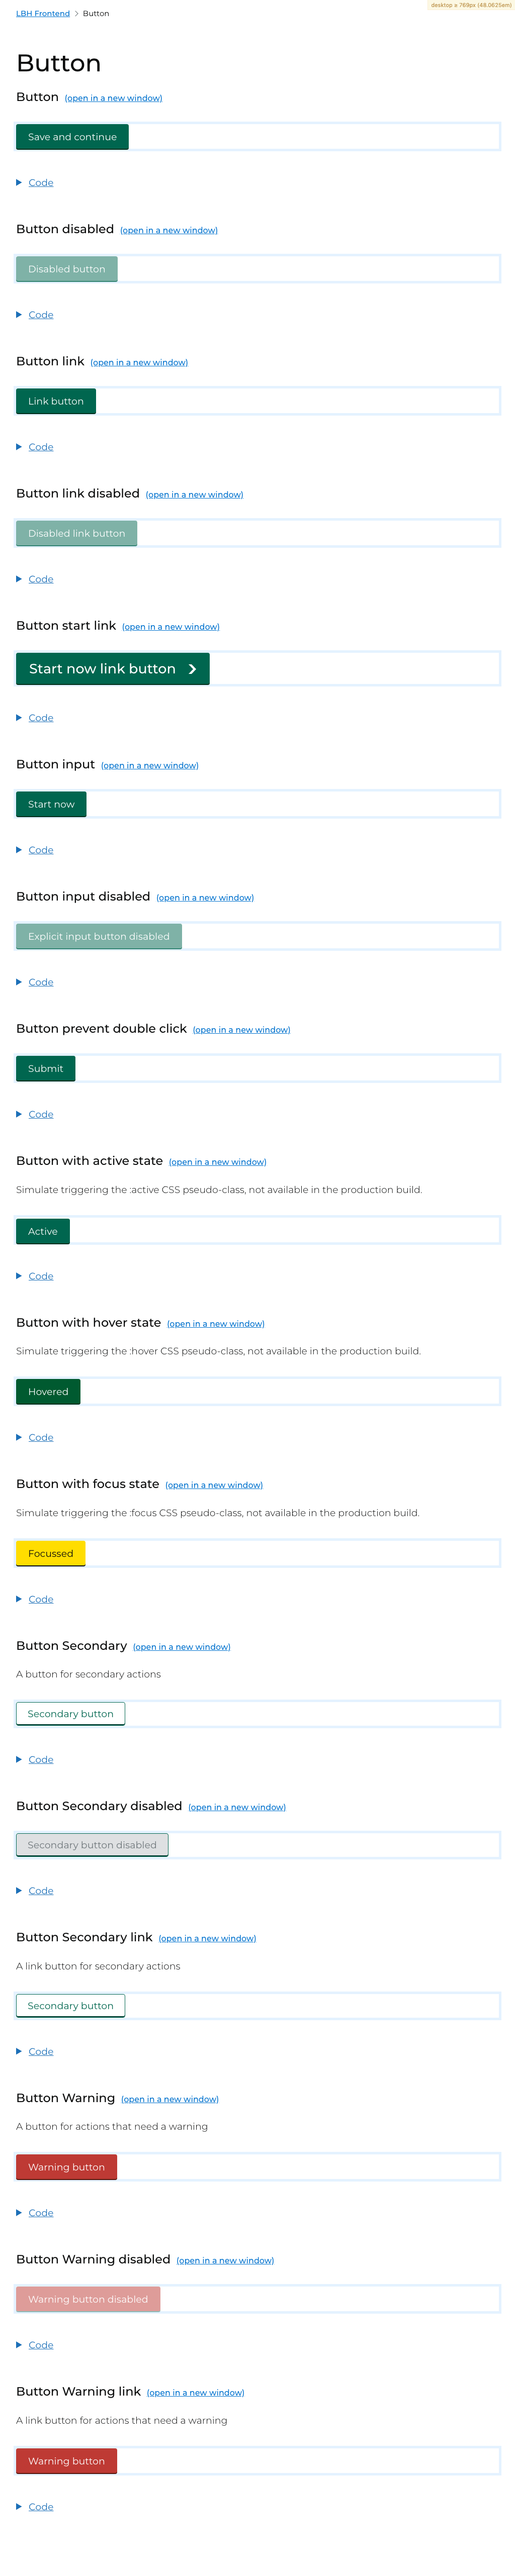 desktop ≥ 769px (48.0625em)
LBH Frontend > Button
Button
Button (open in a new window)
Save and continue
Code
Button disabled (open in a new window)
Disabled button
Code
Button link (open in a new window)
Link button
Code
Button link disabled (open in a new window)
Disabled link button
Code
Button start link (open in a new window)
Start now link button
Code
Button input (open in a new window)
Start now
Code
Button input disabled (open in a new window)
Explicit input button disabled
Code
Button prevent double click (open in a new window)
Submit
Code
Button with active state (open in a new window)
Simulate triggering the :active CSS pseudo-class, not available in the production build.
Active
Code
Button with hover state (open in a new window)
Simulate triggering the :hover CSS pseudo-class, not available in the production build.
Hovered
Code
Button with focus state (open in a new window)
Simulate triggering the :focus CSS pseudo-class, not available in the production build.
Focussed
Code
Button Secondary (open in a new window)
A button for secondary actions
Secondary button
Code
Button Secondary disabled (open in a new window)
Secondary button disabled
Code
Button Secondary link (open in a new window)
A link button for secondary actions
Secondary button
Code
Button Warning (open in a new window)
A button for actions that need a warning
Warning button
Code
Button Warning disabled (open in a new window)
Warning button disabled
Code
Button Warning link (open in a new window)
A link button for actions that need a warning
Warning button
Code